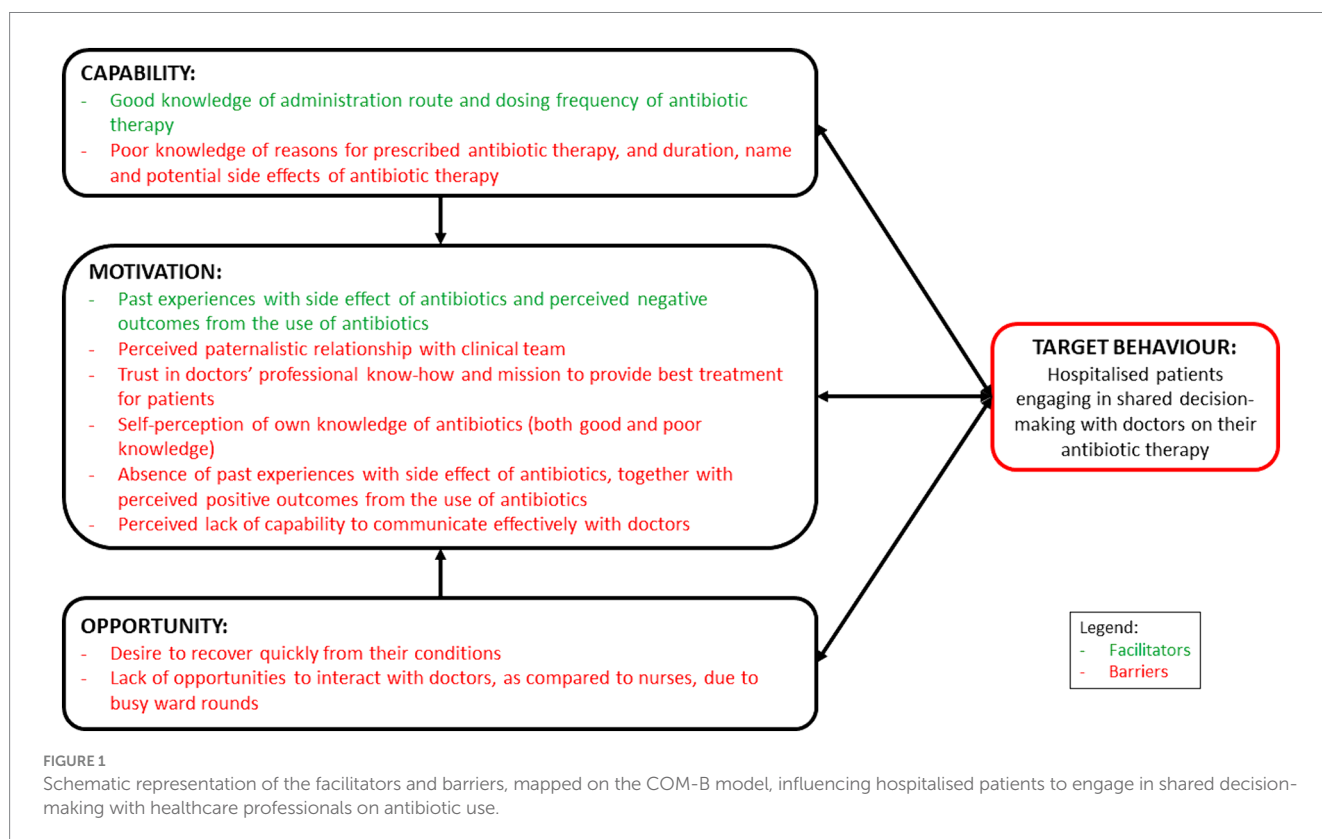 CAPABILITY:
- Good knowledge of administration route and dosing frequency of antibiotic
therapy
- Poor knowledge of reasons for prescribed antibiotic therapy, and duration, name
and potential side effects of antibiotic therapy
MOTIVATION:
- Past experiences with side effect of antibiotics and perceived negative
outcomes from the use of antibiotics
- Perceived paternalistic relationship with clinical team
- Trust in doctors’ professional know-how and mission to provide best treatment
for patients
- Self-perception of own knowledge of antibiotics (both good and poor
knowledge)
- Absence of past experiences with side effect of antibiotics, together with
perceived positive outcomes from the use of antibiotics
- Perceived lack of capability to communicate effectively with doctors
OPPORTUNITY:
- Desire to recover quickly from their conditions
- Lack of opportunities to interact with doctors, as compared to nurses, due to
busy ward rounds
TARGET BEHAVIOUR:
Hospitalised patients
engaging in shared decision-
making with doctors on their
antibiotic therapy
Legend:
- Facilitators
- Barriers
FIGURE 1
Schematic representation of the facilitators and barriers, mapped on the COM-B model, influencing hospitalised patients to engage in shared decision-
making with healthcare professionals on antibiotic use.